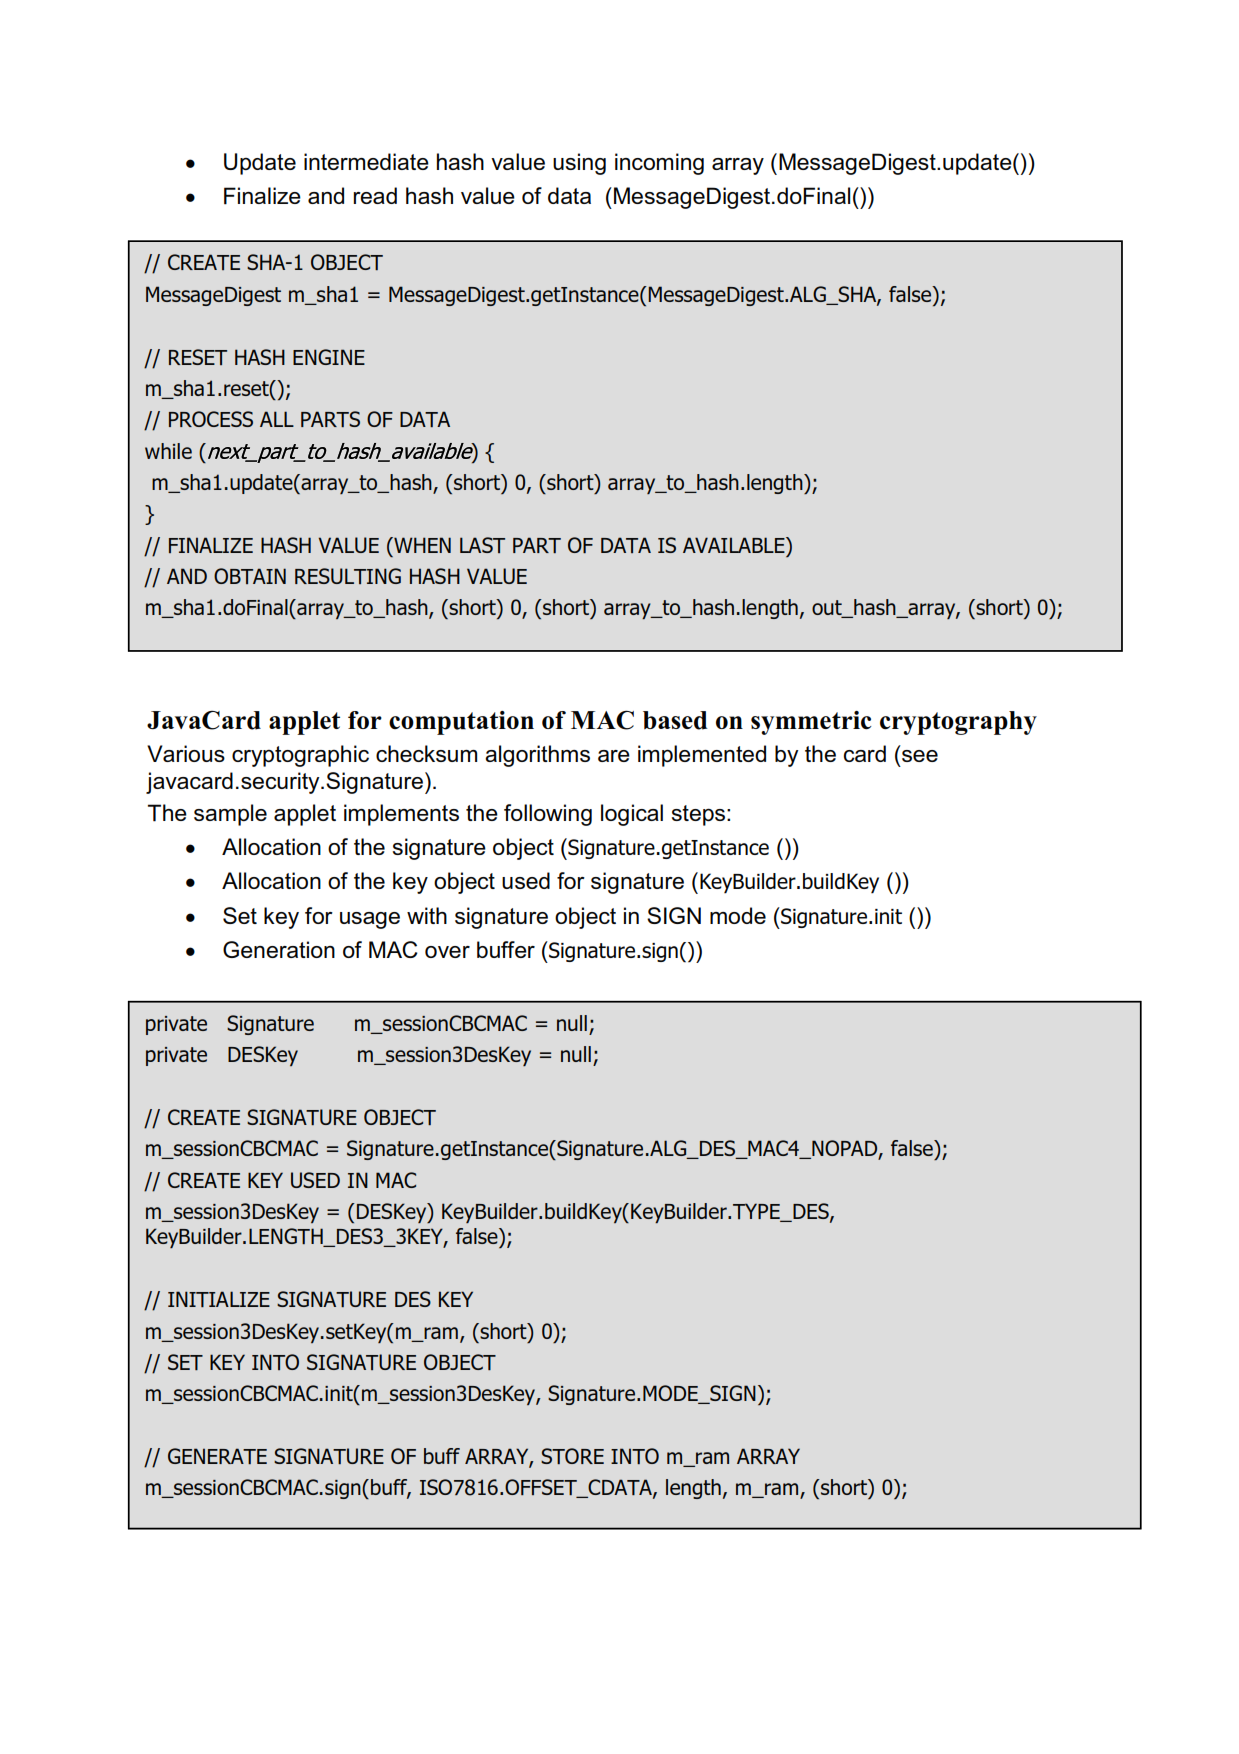 • Update intermediate hash value using incoming array (MessageDigest.update())
• Finalize and read hash value of data  (MessageDigest.doFinal())
// CREATE SHA-1 OBJECT
MessageDigest m_sha1 = MessageDigest.getInstance(MessageDigest.ALG_SHA, false);
// RESET HASH ENGINE
m_sha1.reset();
// PROCESS ALL PARTS OF DATA
while (next_part_to_hash_available) {
 m_sha1.update(array_to_hash, (short) 0, (short) array_to_hash.length);
}
// FINALIZE HASH VALUE (WHEN LAST PART OF DATA IS AVAILABLE)
// AND OBTAIN RESULTING HASH VALUE
m_sha1.doFinal(array_to_hash, (short) 0, (short) array_to_hash.length, out_hash_array, (short) 0);
JavaCard applet for computation of MAC based on symmetric cryptography
Various cryptographic checksum algorithms are implemented by the card (see
javacard.security.Signature).
The sample applet implements the following logical steps:
• Allocation of the signature object (Signature.getInstance ())
• Allocation of the key object used for signature (KeyBuilder.buildKey ())
• Set key for usage with signature object in SIGN mode (Signature.init ())
• Generation of MAC over buffer (Signature.sign())
private   Signature      m_sessionCBCMAC = null;
private   DESKey         m_session3DesKey = null;
// CREATE SIGNATURE OBJECT
m_sessionCBCMAC = Signature.getInstance(Signature.ALG_DES_MAC4_NOPAD, false);
// CREATE KEY USED IN MAC
m_session3DesKey = (DESKey) KeyBuilder.buildKey(KeyBuilder.TYPE_DES,
KeyBuilder.LENGTH_DES3_3KEY, false);
// INITIALIZE SIGNATURE DES KEY
m_session3DesKey.setKey(m_ram, (short) 0);
// SET KEY INTO SIGNATURE OBJECT
m_sessionCBCMAC.init(m_session3DesKey, Signature.MODE_SIGN);
// GENERATE SIGNATURE OF buff ARRAY, STORE INTO m_ram ARRAY
m_sessionCBCMAC.sign(buff, ISO7816.OFFSET_CDATA, length, m_ram, (short) 0);